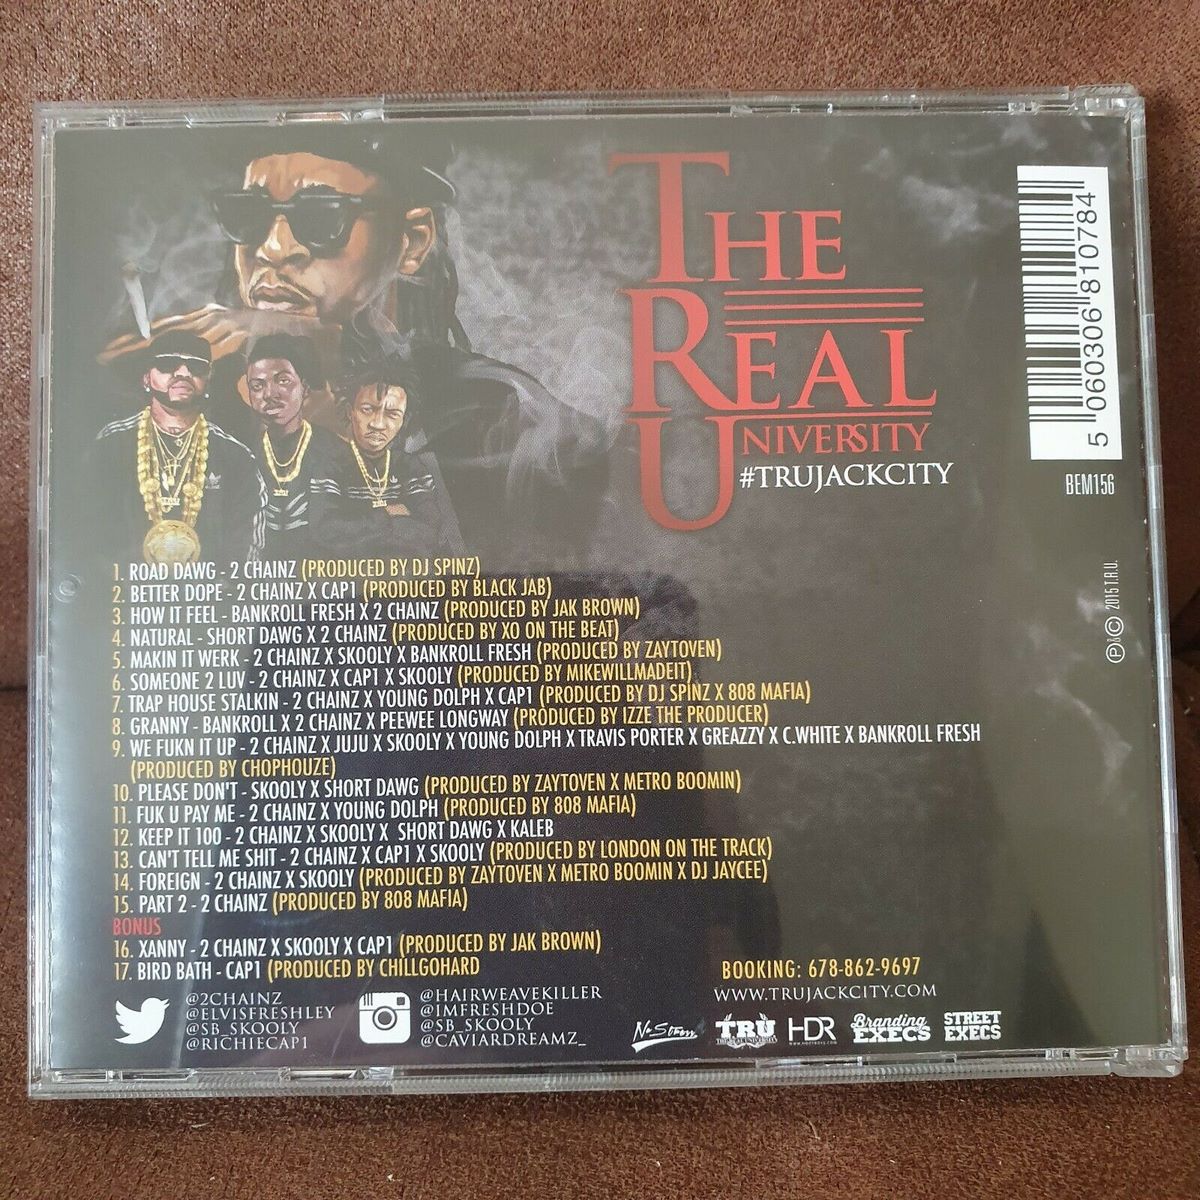 THE
REAL
UNIVERSITY
#TRUJACKCITY
5 060306 810784
BEM156
℗&© 2015 T.R.U.
1. ROAD DAWG - 2 CHAINZ (PRODUCED BY DJ SPINZ)
2. BETTER DOPE - 2 CHAINZ X CAP1 (PRODUCED BY BLACK JAB)
3. HOW IT FEEL - BANKROLL FRESH X 2 CHAINZ (PRODUCED BY JAK BROWN)
4. NATURAL - SHORT DAWG X 2 CHAINZ (PRODUCED BY XO ON THE BEAT)
5. MAKIN IT WERK - 2 CHAINZ X SKOOLY X BANKROLL FRESH (PRODUCED BY ZAYTOVEN)
6. SOMEONE 2 LUV - 2 CHAINZ X CAP1 X SKOOLY (PRODUCED BY MIKEWILLMADEIT)
7. TRAP HOUSE STALKIN - 2 CHAINZ X YOUNG DOLPH X CAP1 (PRODUCED BY DJ SPINZ X 808 MAFIA)
8. GRANNY - BANKROLL X 2 CHAINZ X PEEWEE LONGWAY (PRODUCED BY IZZE THE PRODUCER)
9. WE FUKN IT UP - 2 CHAINZ X JUJU X SKOOLY X YOUNG DOLPH X TRAVIS PORTER X GREAZZY X C.WHITE X BANKROLL FRESH
(PRODUCED BY CHOPHOUZE)
10. PLEASE DON'T - SKOOLY X SHORT DAWG (PRODUCED BY ZAYTOVEN X METRO BOOMIN)
11. FUK U PAY ME - 2 CHAINZ X YOUNG DOLPH (PRODUCED BY 808 MAFIA)
12. KEEP IT 100 - 2 CHAINZ X SKOOLY X SHORT DAWG X KALEB
13. CAN'T TELL ME SHIT - 2 CHAINZ X CAP1 X SKOOLY (PRODUCED BY LONDON ON THE TRACK)
14. FOREIGN - 2 CHAINZ X SKOOLY (PRODUCED BY ZAYTOVEN X METRO BOOMIN X DJ JAYCEE)
15. PART 2 - 2 CHAINZ (PRODUCED BY 808 MAFIA)
BONUS
16. XANNY - 2 CHAINZ X SKOOLY X CAP1 (PRODUCED BY JAK BROWN)
17. BIRD BATH - CAP1 (PRODUCED BY CHILLGOHARD
@2CHAINZ
@ELVISFRESHLEY
@SB_SKOOLY
@RICHIECAP1
@HAIRWEAVEKILLER
@IMFRESHDOE
@SB_SKOOLY
@CAVIARDREAMZ_
BOOKING: 678-862-9697
WWW.TRUJACKCITY.COM
No Stress
TRU
THE REAL UNIVERSITY
HDR
Branding
EXECS
STREET
EXECS